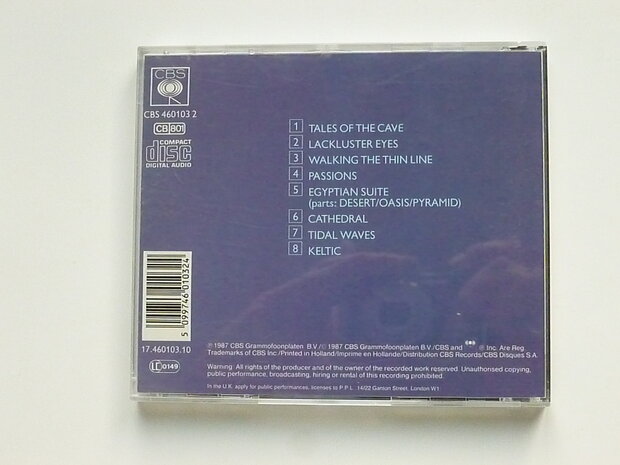 CBS
CBS 460103 2
CB 801
COMPACT
disc
DIGITAL AUDIO
1 TALES OF THE CAVE
2 LACKLUSTER EYES
3 WALKING THE THIN LINE
4 PASSIONS
5 EGYPTIAN SUITE
(parts: DESERT/OASIS/PYRAMID)
6 CATHEDRAL
7 TIDAL WAVES
8 KELTIC
5 099746 010324
17.460103.10
LC 0149
℗ 1987 CBS Grammofoonplaten B.V./© 1987 CBS Grammofoonplaten B.V./CBS and ® Inc. Are Reg.
Trademarks of CBS Inc./Printed in Holland/Imprime en Hollande/Distribution CBS Records/CBS Disques S.A.
Warning: All rights of the producer and of the owner of the recorded work reserved. Unauthorised copying,
public performance, broadcasting, hiring or rental of this recording prohibited.
In the U.K. apply for public performances, licenses to P.P.L. 14/22 Ganton Street, London W1